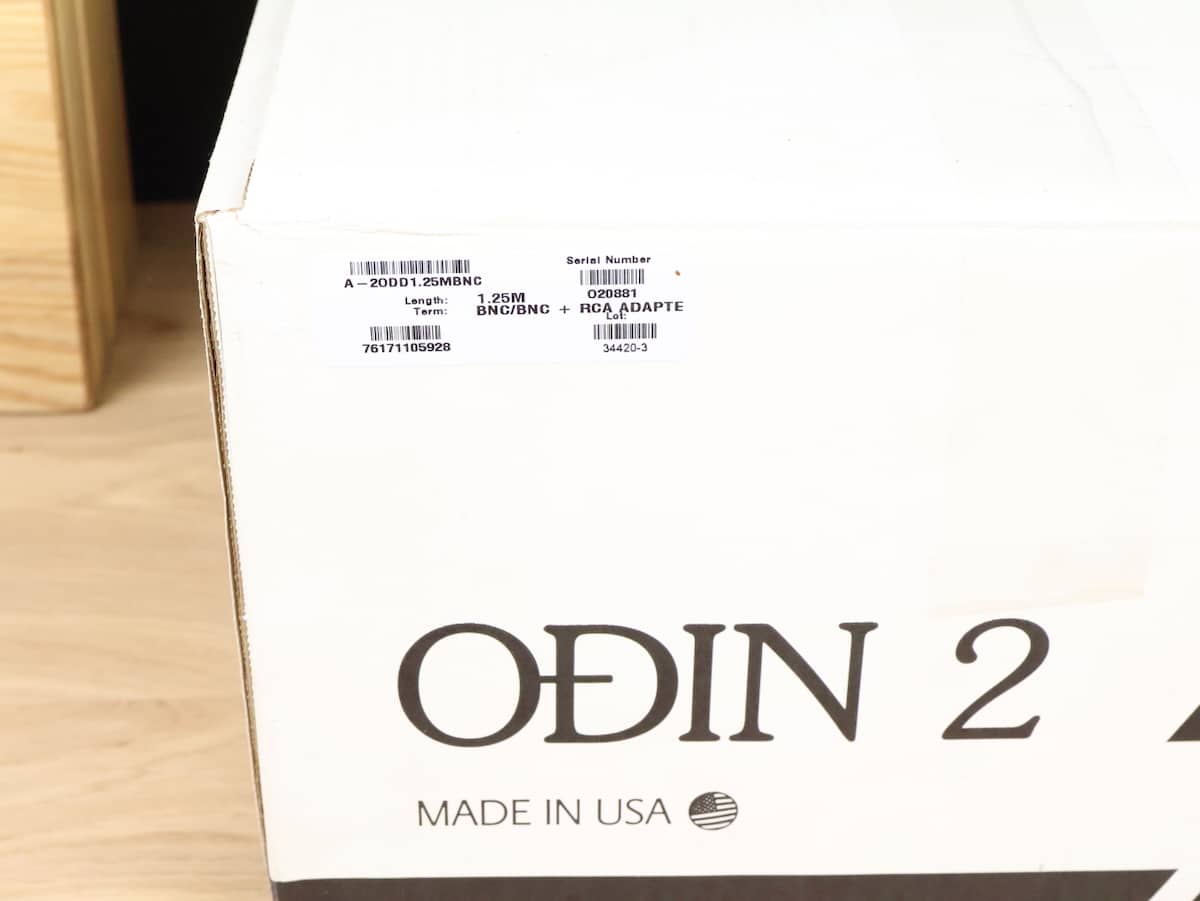 Serial Number
A-2ODD1.25MBNC
O20881
Length: 1.25M
Term: BNC/BNC + RCA ADAPTE
Lot:
76171105928
34420-3
ODIN 2
MADE IN USA